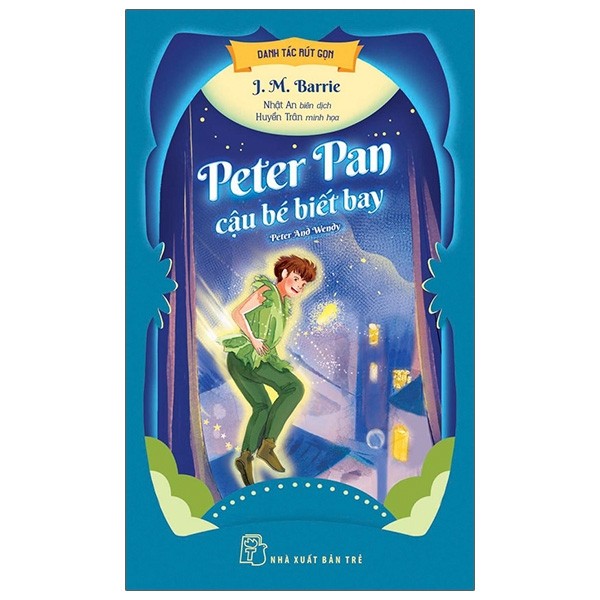 DANH TÁC RÚT GỌN
J. M. Barrie
Nhật An biên dịch
Huyền Trân minh họa
Peter Pan
cậu bé biết bay
Peter And Wendy
NHÀ XUẤT BẢN TRẺ